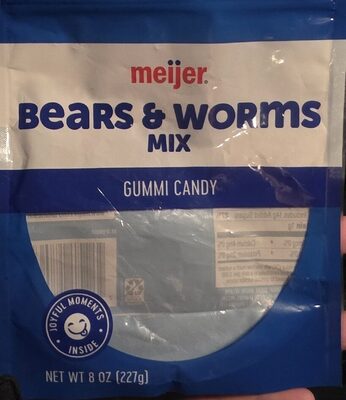 meijer
BEARS & WORMS
MIX
GUMMI CANDY
JOYFUL MOMENTS
INSIDE
NET WT 8 OZ (227g)